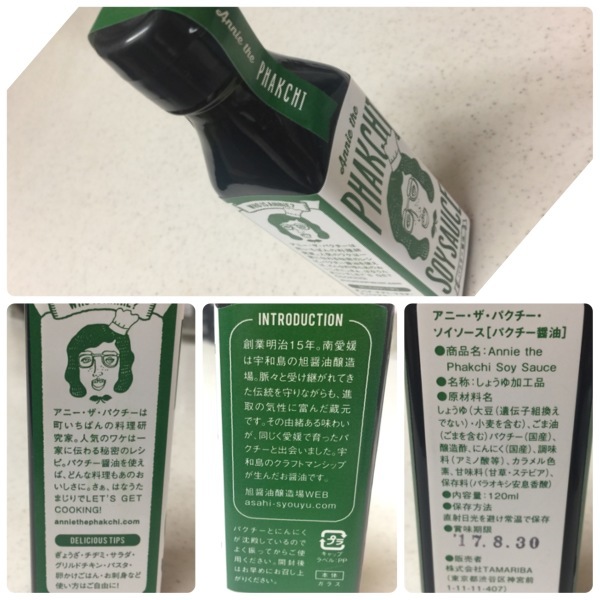 Annie the
PHAKCHI
Annie the
PHAKCHI
SOY SAUCE
WHO IS ANNIE?
アニー・ザ・パクチーは
町いちばんの料理研
究家。人気のワケは一
家に伝わる秘密のレシ
ピ。パクチー醤油を使え
ば、どんな料理もあのお
いしさに。さぁ、はなうた
まじりでLET'S GET
COOKING!
anniethephakchi.com
DELICIOUS TIPS
ぎょうざ・チヂミ・サラダ・
グリルドチキン・パスタ・
卵かけごはん・お刺身など
使い方はご自由に!
INTRODUCTION
創業明治15年。南愛媛
は宇和島の旭醤油醸造
場。脈々と受け継がれてき
た伝統を守りながらも、進
取の気性に富んだ蔵元
です。その由緒ある味わい
が、同じく愛媛で育ったパ
クチーと出会いました。宇
和島のクラフトマンシップ
が生んだお醤油です。
旭醤油醸造場WEB
asahi-syouyu.com
パクチーとにんにく
が沈殿しているので
よく振ってからご使
用ください。開封後
はお早めにお召し上
がりください。
プラ
キャップ
ラベル:PP
本体
ガラス
アニー・ザ・パクチー・
ソイソース[パクチー醤油]
●商品名:Annie the
Phakchi Soy Sauce
●名称:しょうゆ加工品
●原材料名
しょうゆ(大豆(遺伝子組換え
でない)・小麦を含む)、ごま油
(ごまを含む)パクチー(国産)、
醸造酢、にんにく(国産)、調味
料(アミノ酸等)、カラメル色
素、甘味料(甘草・ステビア)、
保存料(パラオキシ安息香酸)
●内容量:120ml
●保存方法
直射日光を避け常温で保存
●賞味期限
'17.8.30
●販売者
株式会社TAMARIBA
(東京都渋谷区神宮前
1-11-11-407)